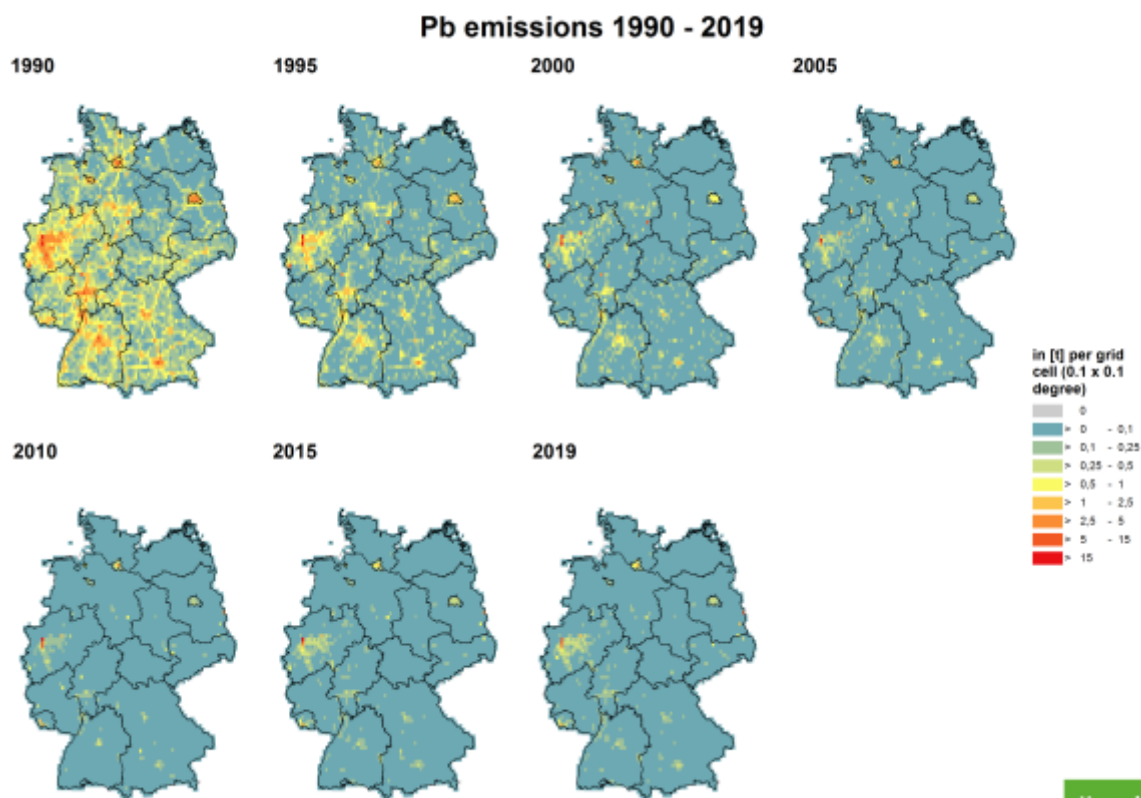 Pb emissions 1990 - 2019
1990
1995
2000
2005
in [t] per grid
cell (0.1 x 0.1
degree)
0
> 0 - 0,1
> 0,1 - 0,25
> 0,25 - 0,5
> 0,5 - 1
> 1 - 2,5
> 2,5 - 5
> 5 - 15
> 15
2010
2015
2019